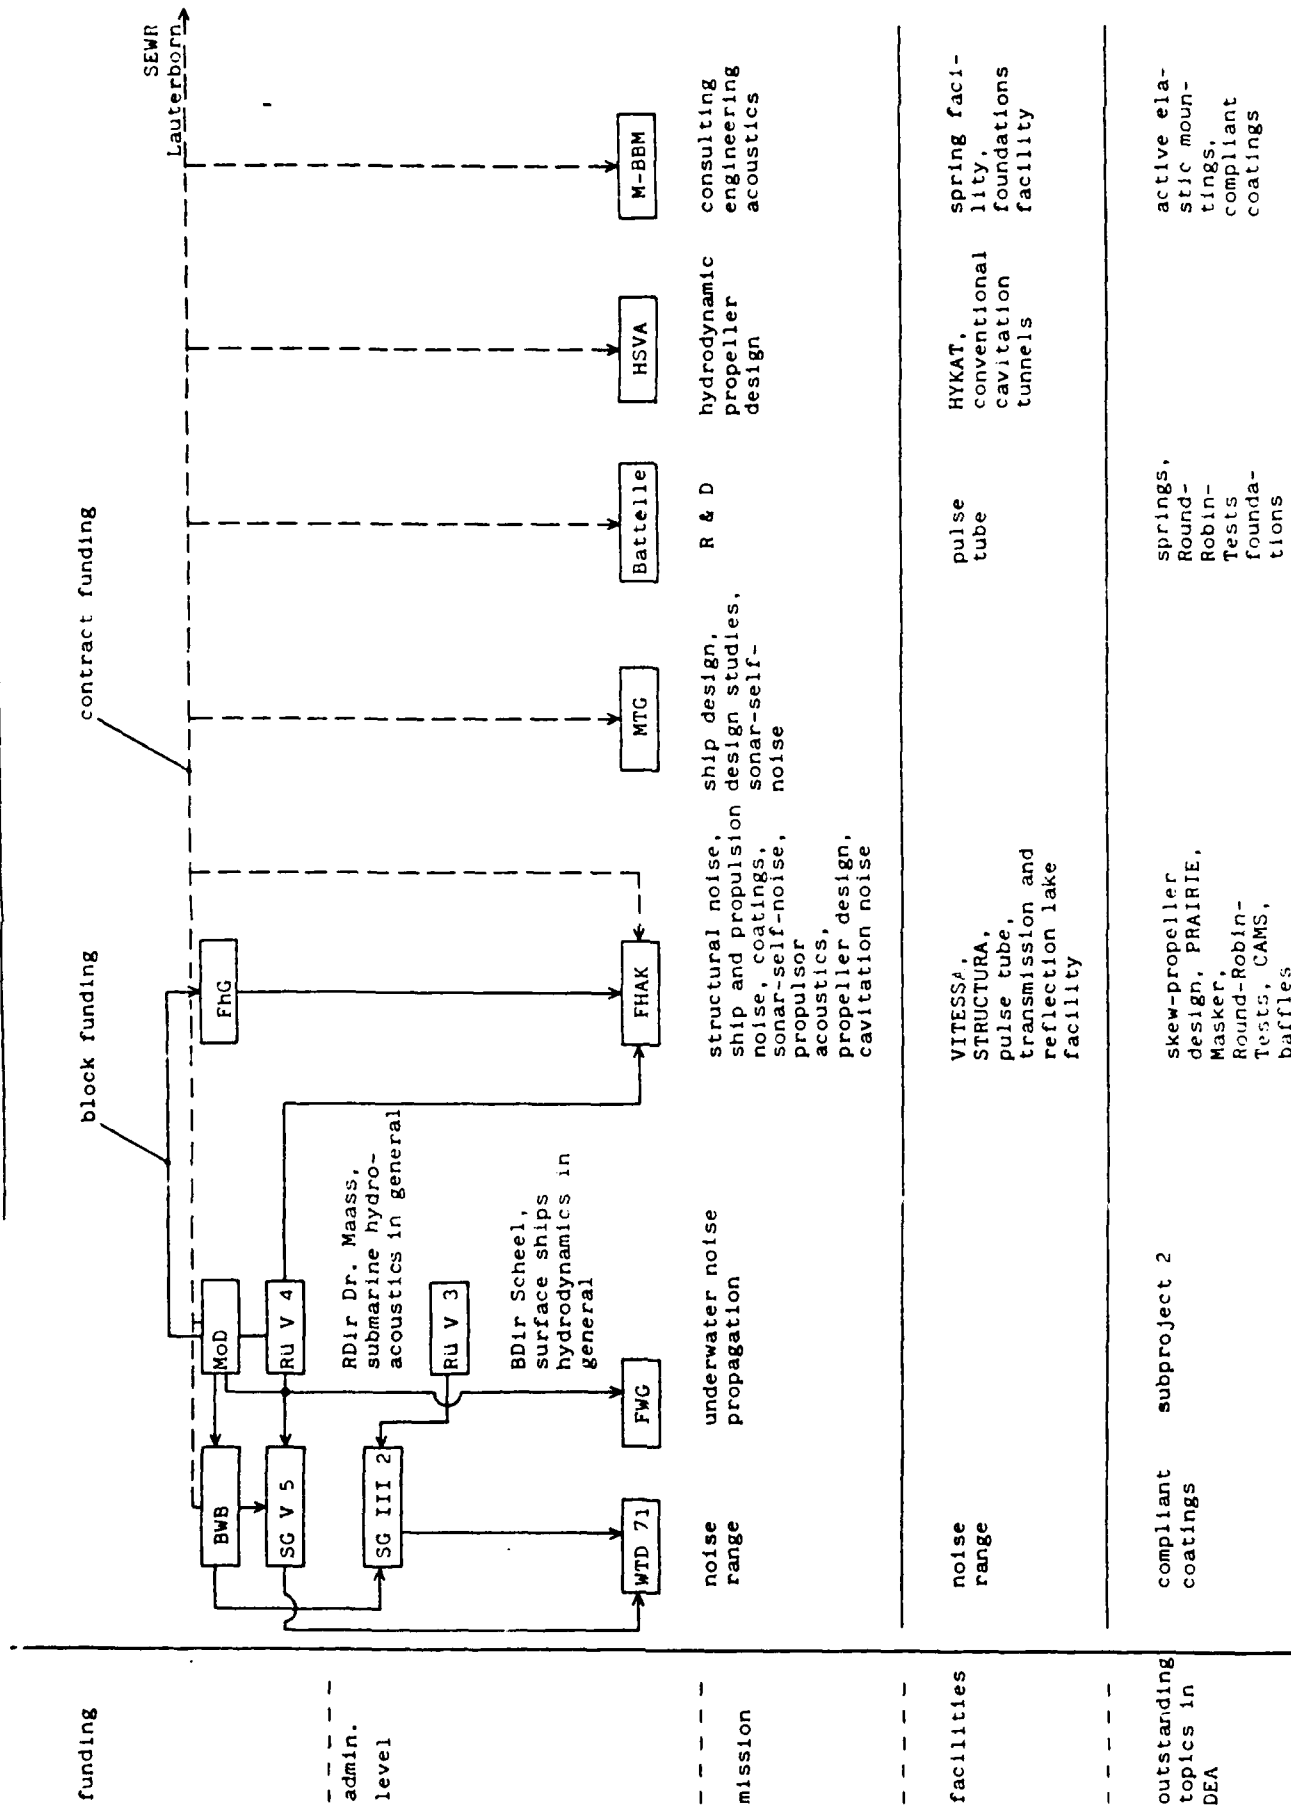 funding
block funding
contract funding
SEWR
Lauterborn
admin.
level
BWB
MoD
FhG
SG V 5
Rü V 4
RDir Dr. Maass,
submarine hydro-
acoustics in general
SG III 2
Rü V 3
BDir Scheel,
surface ships
hydrodynamics in
general
WTD 71
FWG
FHAK
MTG
Battelle
HSVA
M-BBM
mission
noise
range
underwater noise
propagation
structural noise,
ship and propulsion
noise, coatings,
sonar-self-noise,
propulsor
acoustics,
propeller design,
cavitation noise
ship design,
design studies,
sonar-self-
noise
R & D
hydrodynamic
propeller
design
consulting
engineering
acoustics
facilities
noise
range
VITESSA,
STRUCTURA,
pulse tube,
transmission and
reflection lake
facility
pulse
tube
HYKAT,
conventional
cavitation
tunnels
spring faci-
lity,
foundations
facility
outstanding
topics in
DEA
compliant
coatings
subproject 2
skew-propeller
design, PRAIRIE,
Masker,
Round-Robin-
Tests, CAMS,
baffles
springs,
Round-
Robin-
Tests
founda-
tions
active ela-
stic moun-
tings,
compliant
coatings